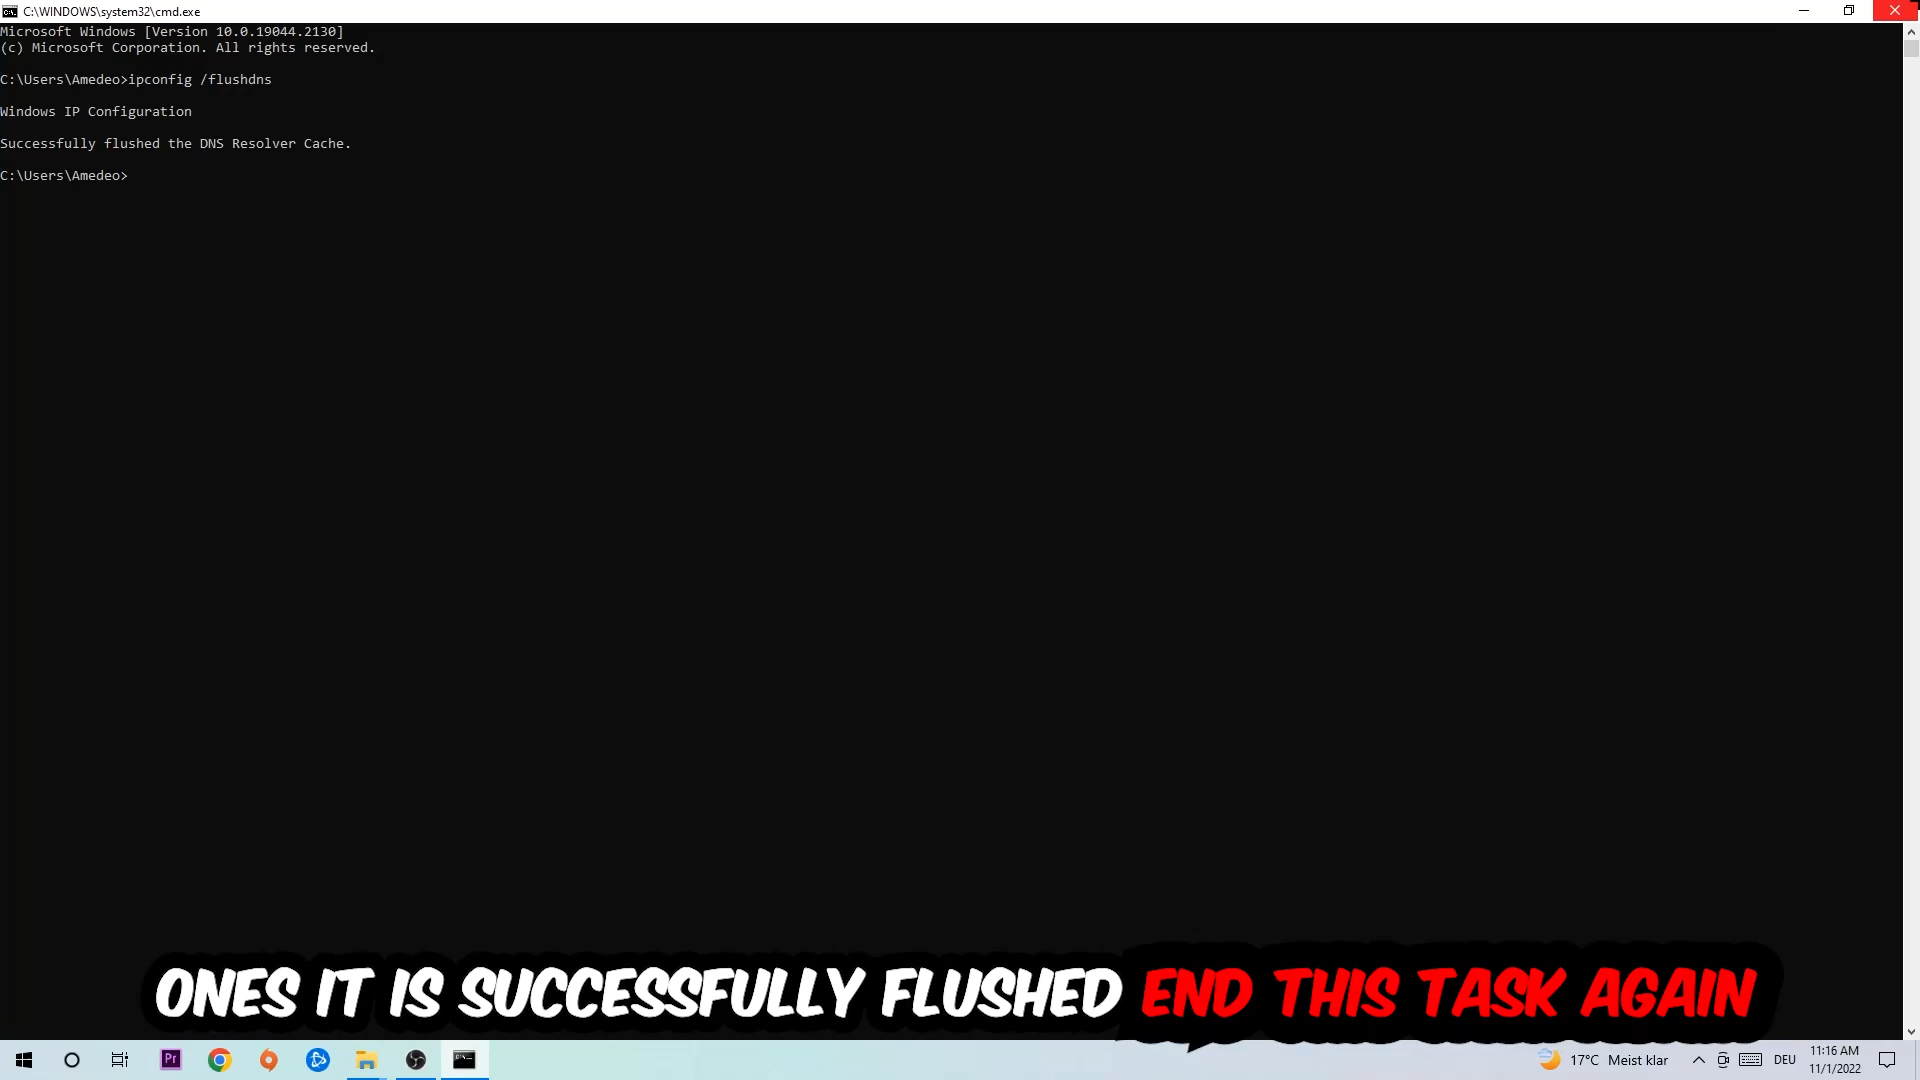 C:\WINDOWS\system32\cmd.exe
Microsoft Windows [Version 10.0.19044.2130]
(c) Microsoft Corporation. All rights reserved.
C:\Users\Amedeo>ipconfig /flushdns
Windows IP Configuration
Successfully flushed the DNS Resolver Cache.
C:\Users\Amedeo>
ONES IT IS SUCCESSFULLY FLUSHED END THIS TASK AGAIN
Pr
17°C Meist klar
DEU
11:16 AM
11/1/2022